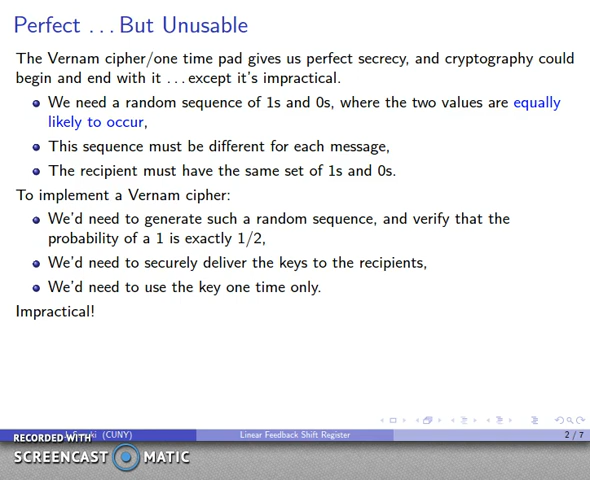 Perfect ... But Unusable
The Vernam cipher/one time pad gives us perfect secrecy, and cryptography could
begin and end with it ... except it's impractical.
We need a random sequence of 1s and 0s, where the two values are equally
likely to occur,
This sequence must be different for each message,
The recipient must have the same set of 1s and 0s.
To implement a Vernam cipher:
We'd need to generate such a random sequence, and verify that the
probability of a 1 is exactly 1/2,
We'd need to securely deliver the keys to the recipients,
We'd need to use the key one time only.
Impractical!
(CUNY) Linear Feedback Shift Register 2 / 7
RECORDED WITH
SCREENCAST MATIC